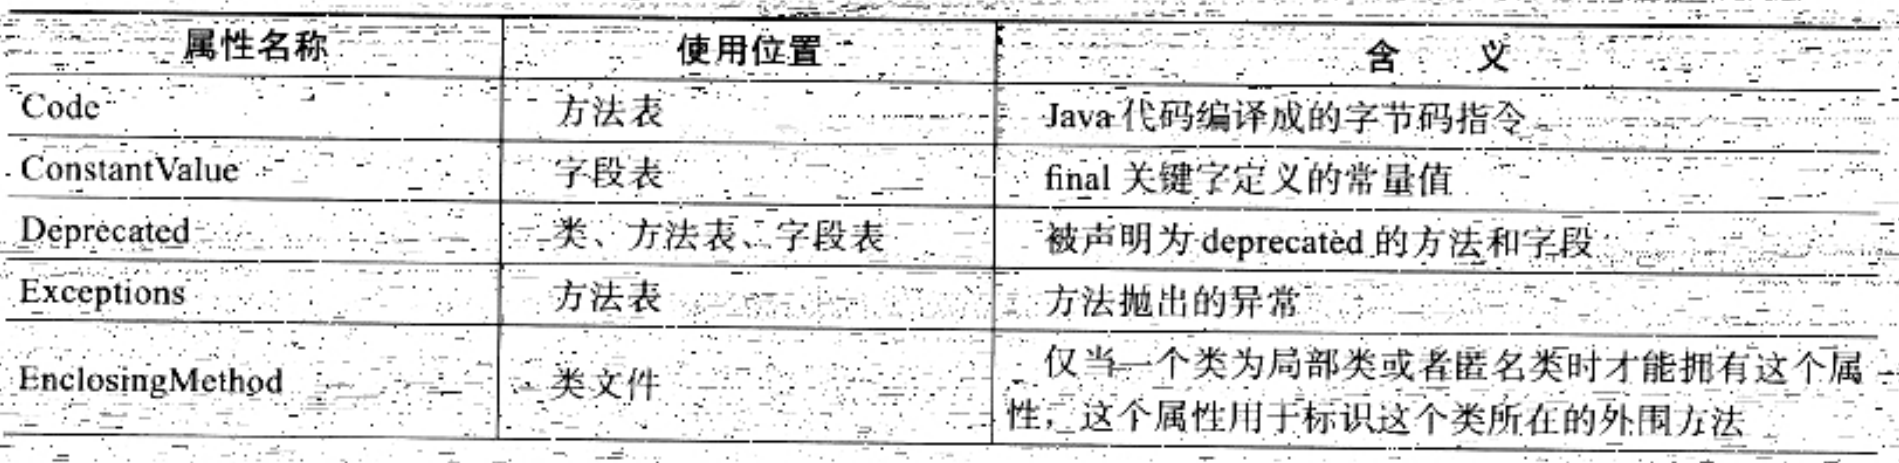 属性名称 使用位置 含 义
Code 方法表 Java 代码编译成的字节码指令
ConstantValue 字段表 final 关键字定义的常量值
Deprecated 类、方法表、字段表 被声明为 deprecated 的方法和字段
Exceptions 方法表 方法抛出的异常
EnclosingMethod 类文件 仅当一个类为局部类或者匿名类时才能拥有这个属
性，这个属性用于标识这个类所在的外围方法